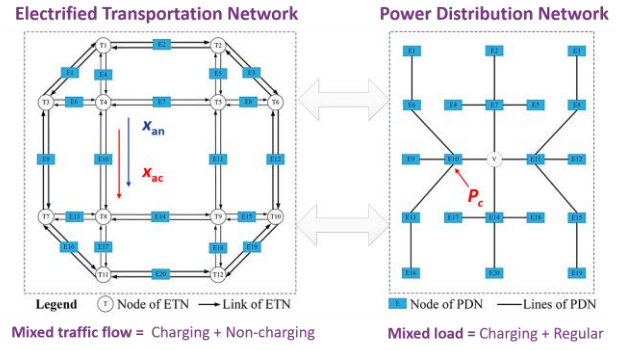 Electrified Transportation Network
T1 E2 T2
E1 E4 E5 E3
T3 E6 T4 E7 T5 E8 T6
xan
E9 E10 E11 E12
xac
T7 E13 T8 E14 T9 E15 T10
E16 E17 E18 E19
T11 E20 T12
Legend T Node of ETN Link of ETN
Mixed traffic flow = Charging + Non-charging
Power Distribution Network
E1 E2 E3
E6 E4 E7 E5 E8
E9 E10 V E11 E12
Pc
E13 E17 E14 E18 E15
E16 E20 E19
E Node of PDN Lines of PDN
Mixed load = Charging + Regular